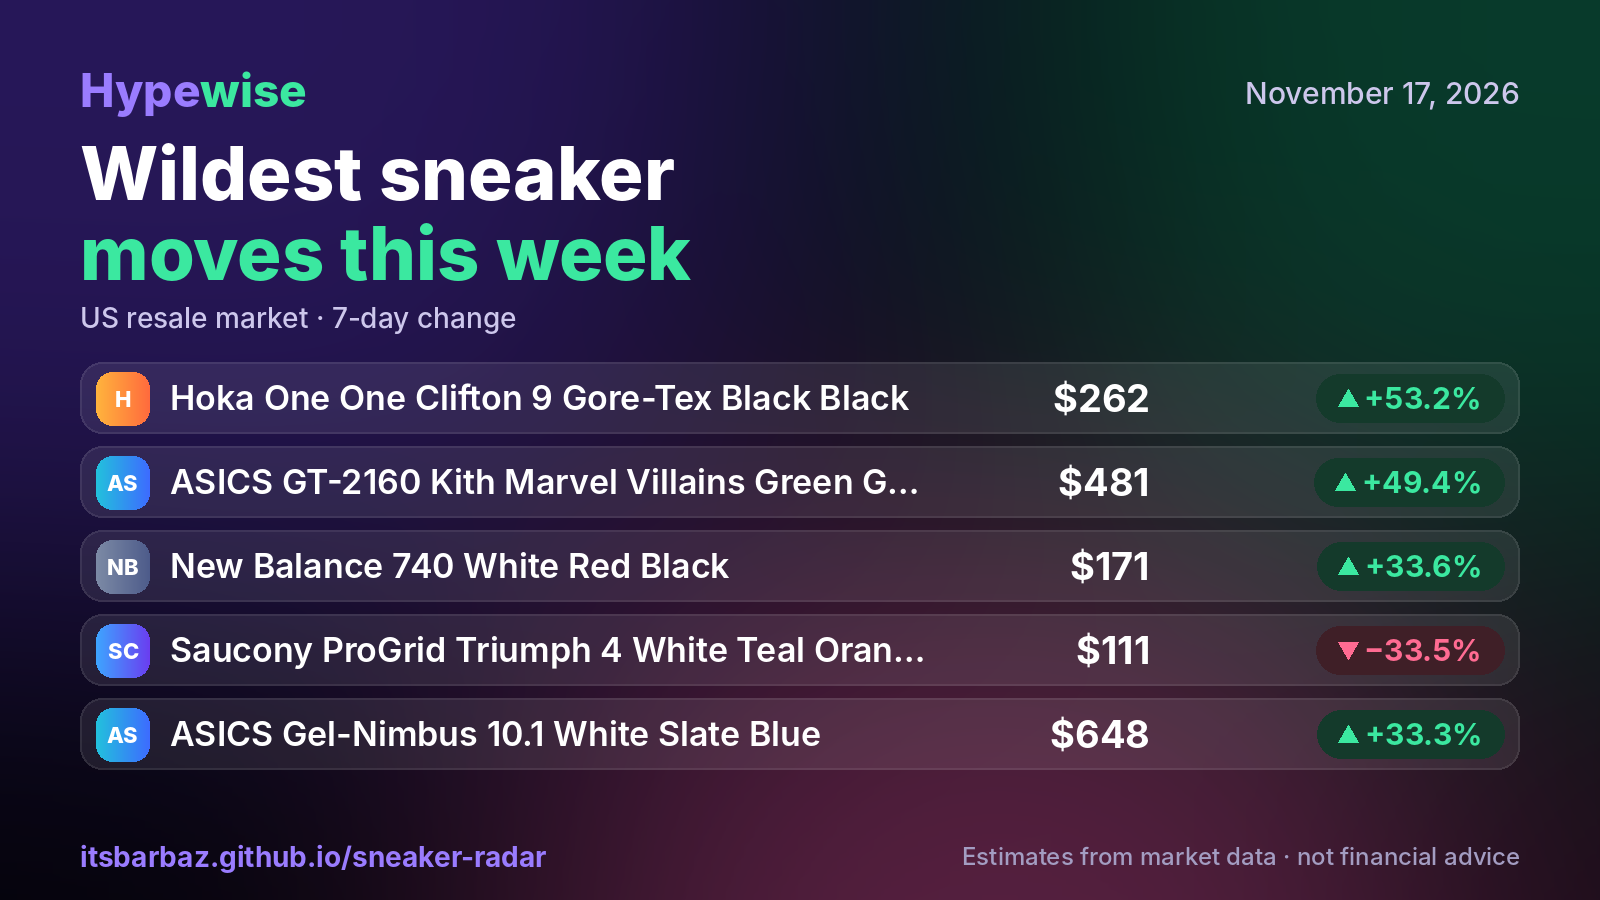 Hypewise
November 17, 2026
Wildest sneaker
moves this week
US resale market · 7-day change
H Hoka One One Clifton 9 Gore-Tex Black Black $262 ▲+53.2%
AS ASICS GT-2160 Kith Marvel Villains Green G... $481 ▲+49.4%
NB New Balance 740 White Red Black $171 ▲+33.6%
SC Saucony ProGrid Triumph 4 White Teal Oran... $111 ▼−33.5%
AS ASICS Gel-Nimbus 10.1 White Slate Blue $648 ▲+33.3%
itsbarbaz.github.io/sneaker-radar
Estimates from market data · not financial advice